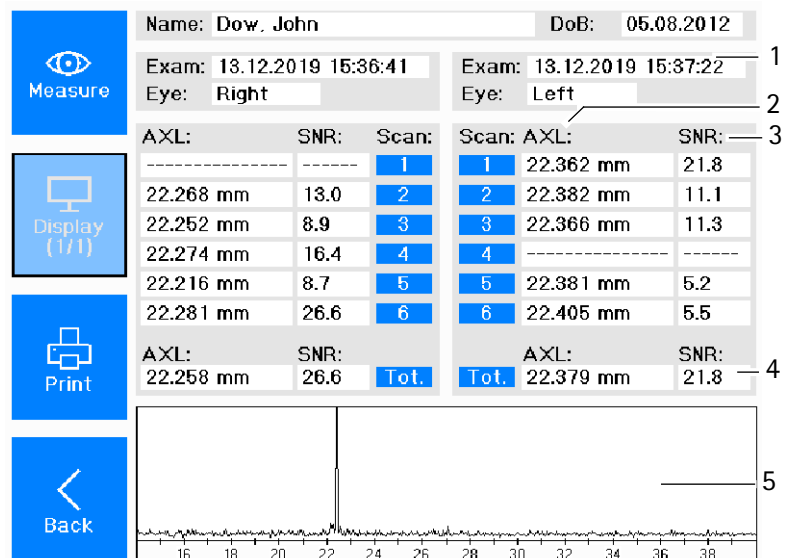 Measure
Display
(1/1)
Print
Back
Name: Dow, John DoB: 05.08.2012
Exam: 13.12.2019 15:36:41
Eye: Right
Exam: 13.12.2019 15:37:22
Eye: Left
AXL: SNR: Scan:
--------------- ------ 1
22.268 mm 13.0 2
22.252 mm 8.9 3
22.274 mm 16.4 4
22.216 mm 8.7 5
22.281 mm 26.6 6
AXL: SNR:
22.258 mm 26.6 Tot.
Scan: AXL: SNR:
1 22.362 mm 21.8
2 22.382 mm 11.1
3 22.366 mm 11.3
4 --------------- ------
5 22.381 mm 5.2
6 22.405 mm 5.5
AXL: SNR:
Tot. 22.379 mm 21.8
16 18 20 22 24 26 28 30 32 34 36 38
1
2
3
4
5